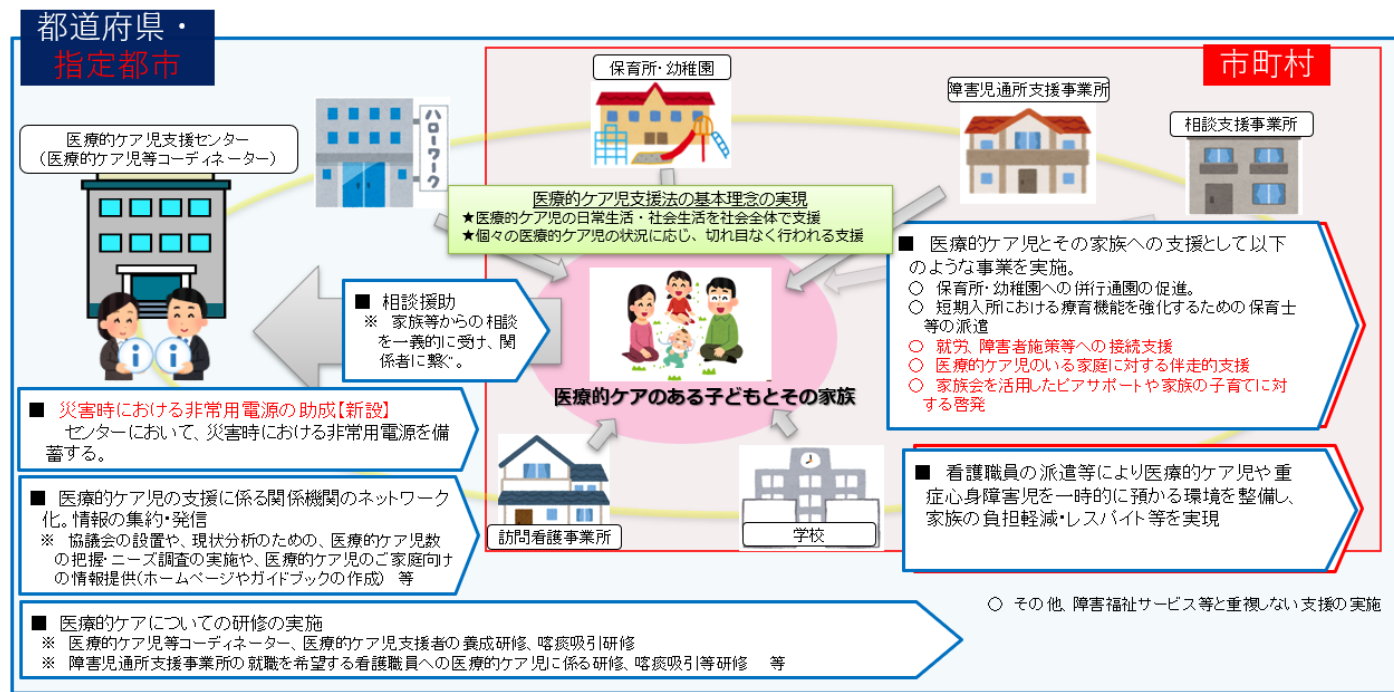 都道府県・
指定都市
市町村
保育所・幼稚園
障害児通所支援事業所
相談支援事業所
医療的ケア児支援センター
（医療的ケア児等コーディネーター）
ハローワーク
医療的ケア児支援法の基本理念の実現
★医療的ケア児の日常生活・社会生活を社会全体で支援
★個々の医療的ケア児の状況に応じ、切れ目なく行われる支援
■ 医療的ケア児とその家族への支援として以下
のような事業を実施。
○ 保育所・幼稚園への併行通園の促進。
○ 短期入所における療育機能を強化するための保育士
等の派遣
○ 就労、障害者施策等への接続支援
○ 医療的ケア児のいる家庭に対する伴走的支援
○ 家族会を活用したピアサポートや家族の子育てに対
する啓発
■ 相談援助
※ 家族等からの相談
を一義的に受け、関
係者に繋ぐ。
医療的ケアのある子どもとその家族
■ 災害時における非常用電源の助成【新設】
センターにおいて、災害時における非常用電源を備
蓄する。
■ 看護職員の派遣等により医療的ケア児や重
症心身障害児を一時的に預かる環境を整備し、
家族の負担軽減・レスパイト等を実現
■ 医療的ケア児の支援に係る関係機関のネットワーク
化。情報の集約・発信
※ 協議会の設置や、現状分析のための、医療的ケア児数
の把握・ニーズ調査の実施や、医療的ケア児のご家庭向け
の情報提供(ホームページやガイドブックの作成) 等
訪問看護事業所
学校
○ その他、障害福祉サービス等と重複しない支援の実施
■ 医療的ケアについての研修の実施
※ 医療的ケア児等コーディネーター、医療的ケア児支援者の養成研修、喀痰吸引研修
※ 障害児通所支援事業所の就職を希望する看護職員への医療的ケア児に係る研修、喀痰吸引等研修 等